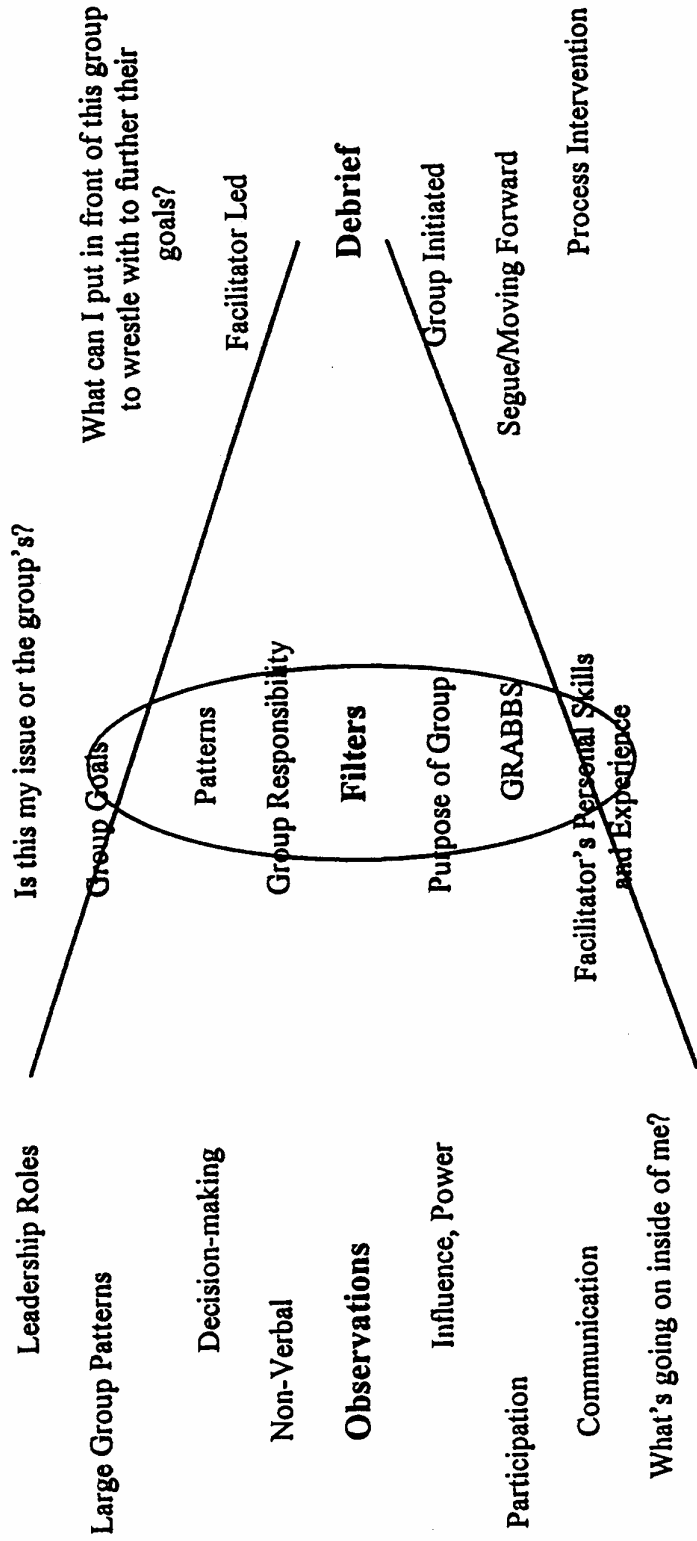 Leadership Roles
Large Group Patterns
Decision-making
Non-Verbal
Observations
Influence, Power
Participation
Communication
What's going on inside of me?
Is this my issue or the group's?
Group Goals
Patterns
Group Responsibility
Filters
Purpose of Group
GRABBS
Facilitator's Personal Skills
and Experience
What can I put in front of this group
to wrestle with to further their
goals?
Facilitator Led
Debrief
Group Initiated
Segue/Moving Forward
Process Intervention